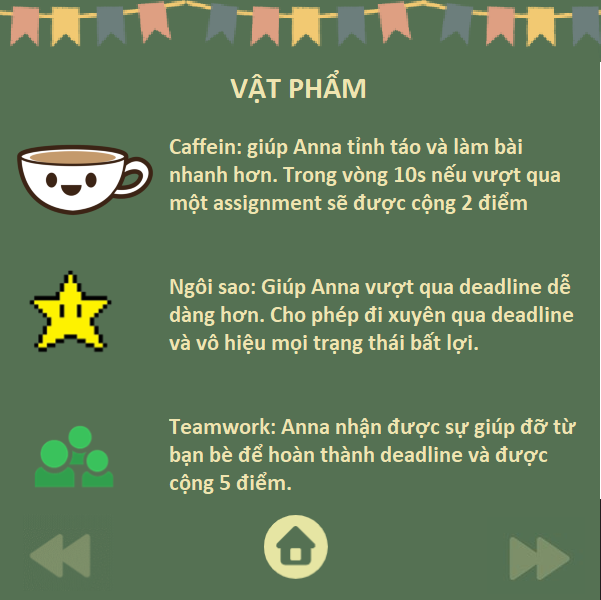 VẬT PHẨM
Caffein: giúp Anna tỉnh táo và làm bài
nhanh hơn. Trong vòng 10s nếu vượt qua
một assignment sẽ được cộng 2 điểm
Ngôi sao: Giúp Anna vượt qua deadline dễ
dàng hơn. Cho phép đi xuyên qua deadline
và vô hiệu mọi trạng thái bất lợi.
Teamwork: Anna nhận được sự giúp đỡ từ
bạn bè để hoàn thành deadline và được
cộng 5 điểm.